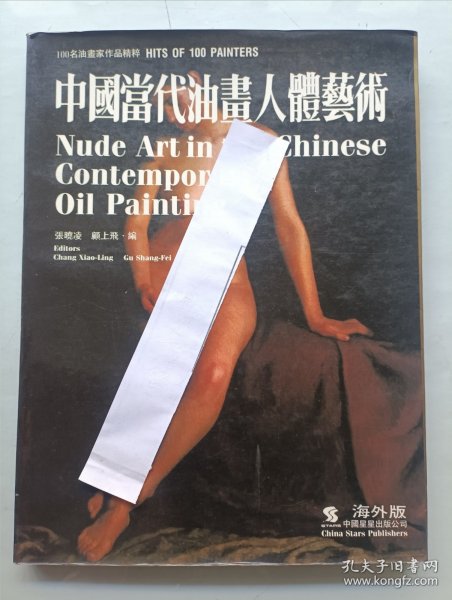 100名油畫家作品精粹 HITS OF 100 PAINTERS
中國當代油畫人體藝術
Nude Art in t Chinese
Contempor
Oil Paintin
張曉凌 顧上飛·編
Editors
Chang Xiao-Ling Gu Shang-Fei
STARS
海外版
中國星星出版公司
China Stars Publishers
孔夫子旧书网
www.kongfz.com